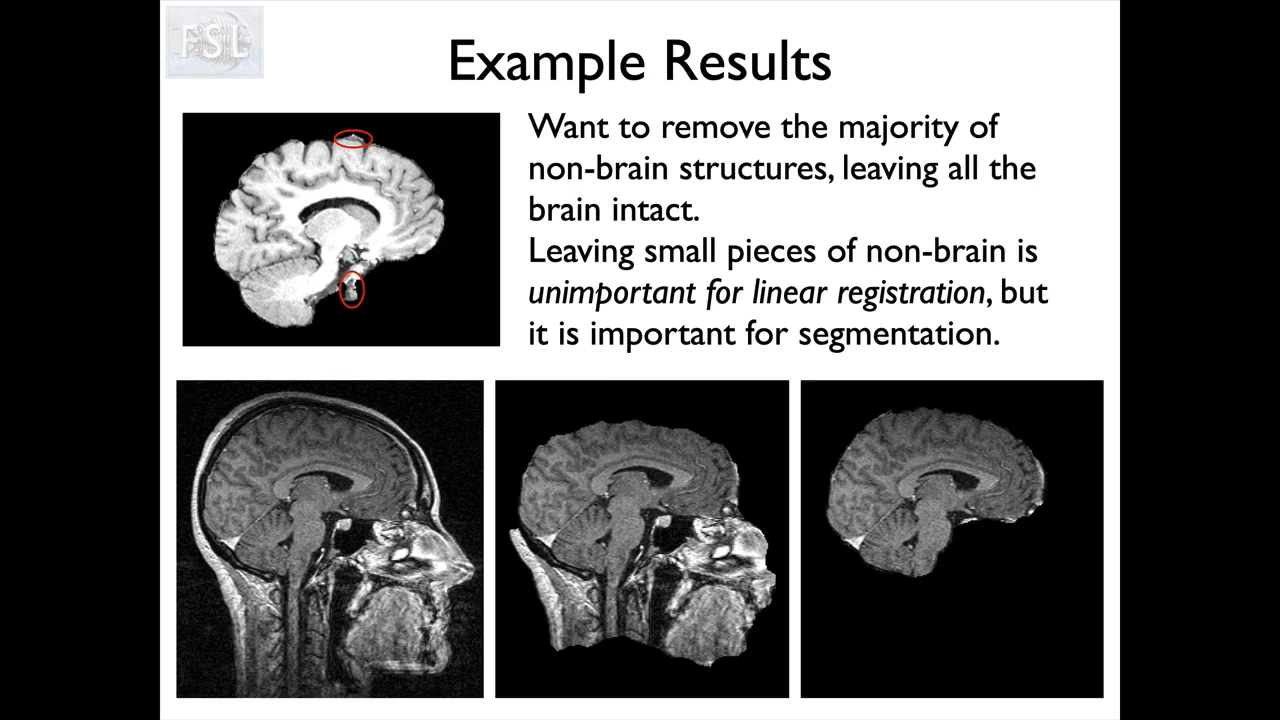 FSL
Example Results
Want to remove the majority of
non-brain structures, leaving all the
brain intact.
Leaving small pieces of non-brain is
unimportant for linear registration, but
it is important for segmentation.